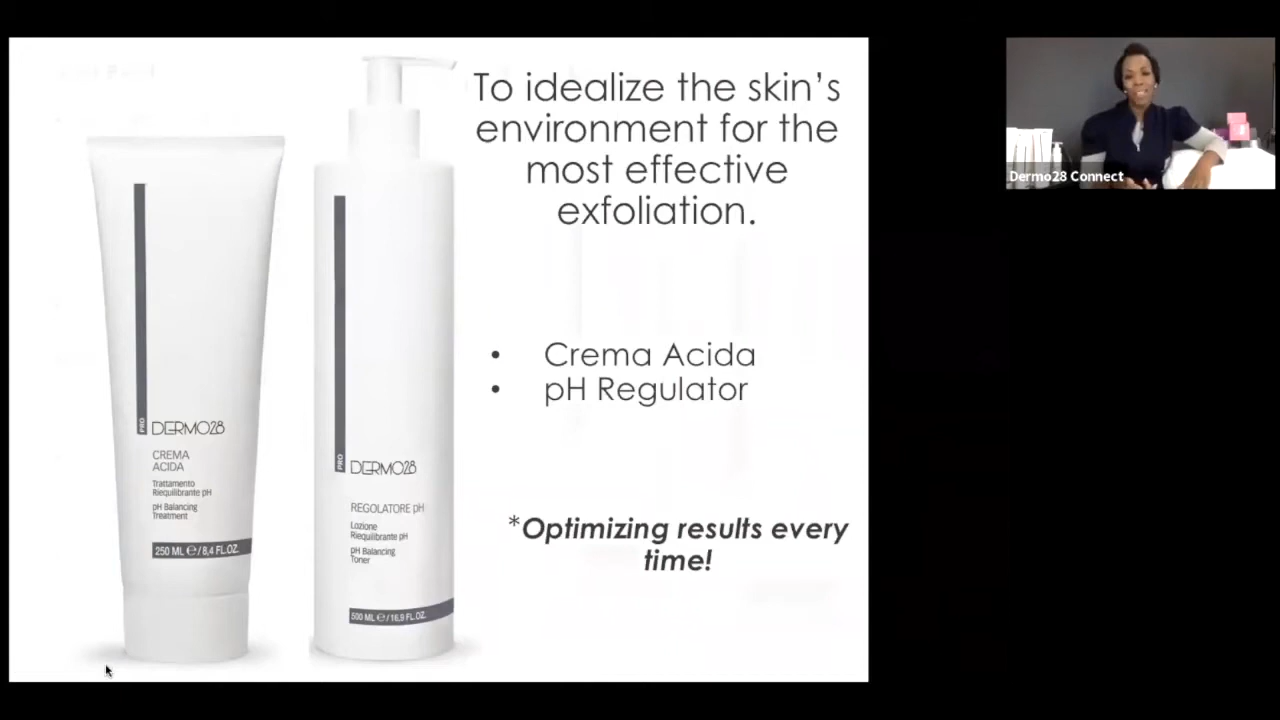 To idealize the skin's
environment for the
most effective
exfoliation.
• Crema Acida
• pH Regulator
*Optimizing results every
time!
PRO
DERMO28
CREMA
ACIDA
Trattamento
Riequilibrante pH
pH Balancing
Treatment
250 ML ℮ / 8,4 FL.OZ.
PRO
DERMO28
REGOLATORE pH
Lozione
Riequilibrante pH
pH Balancing
Toner
500 ML ℮ / 16,9 FL.OZ.
Dermo28 Connect